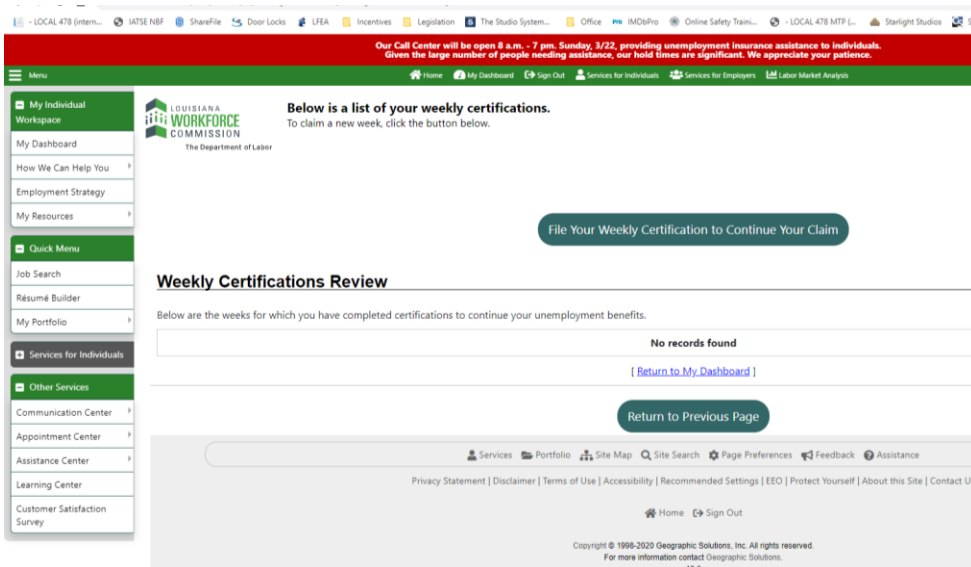 - LOCAL 478 (intern...
IATSE NBF
ShareFile
Door Locks
LFEA
Incentives
Legislation
S The Studio System...
Office
PRO IMDbPro
Online Safety Traini...
- LOCAL 478 MTP (...
Starlight Studios
Our Call Center will be open 8 a.m. - 7 pm. Sunday, 3/22, providing unemployment insurance assistance to individuals.
Given the large number of people needing assistance, our hold times are significant. We appreciate your patience.
Menu
Home
My Dashboard
Sign Out
Services for Individuals
Services for Employers
Labor Market Analysis
My Individual
Workspace
My Dashboard
How We Can Help You
Employment Strategy
My Resources
Quick Menu
Job Search
Résumé Builder
My Portfolio
Services for Individuals
Other Services
Communication Center
Appointment Center
Assistance Center
Learning Center
Customer Satisfaction
Survey
LOUISIANA
WORKFORCE
COMMISSION
The Department of Labor
Below is a list of your weekly certifications.
To claim a new week, click the button below.
File Your Weekly Certification to Continue Your Claim
Weekly Certifications Review
Below are the weeks for which you have completed certifications to continue your unemployment benefits.
No records found
[ Return to My Dashboard ]
Return to Previous Page
Services
Portfolio
Site Map
Site Search
Page Preferences
Feedback
Assistance
Privacy Statement | Disclaimer | Terms of Use | Accessibility | Recommended Settings | EEO | Protect Yourself | About this Site | Contact U
Home
Sign Out
Copyright © 1998-2020 Geographic Solutions, Inc. All rights reserved.
For more information contact Geographic Solutions.